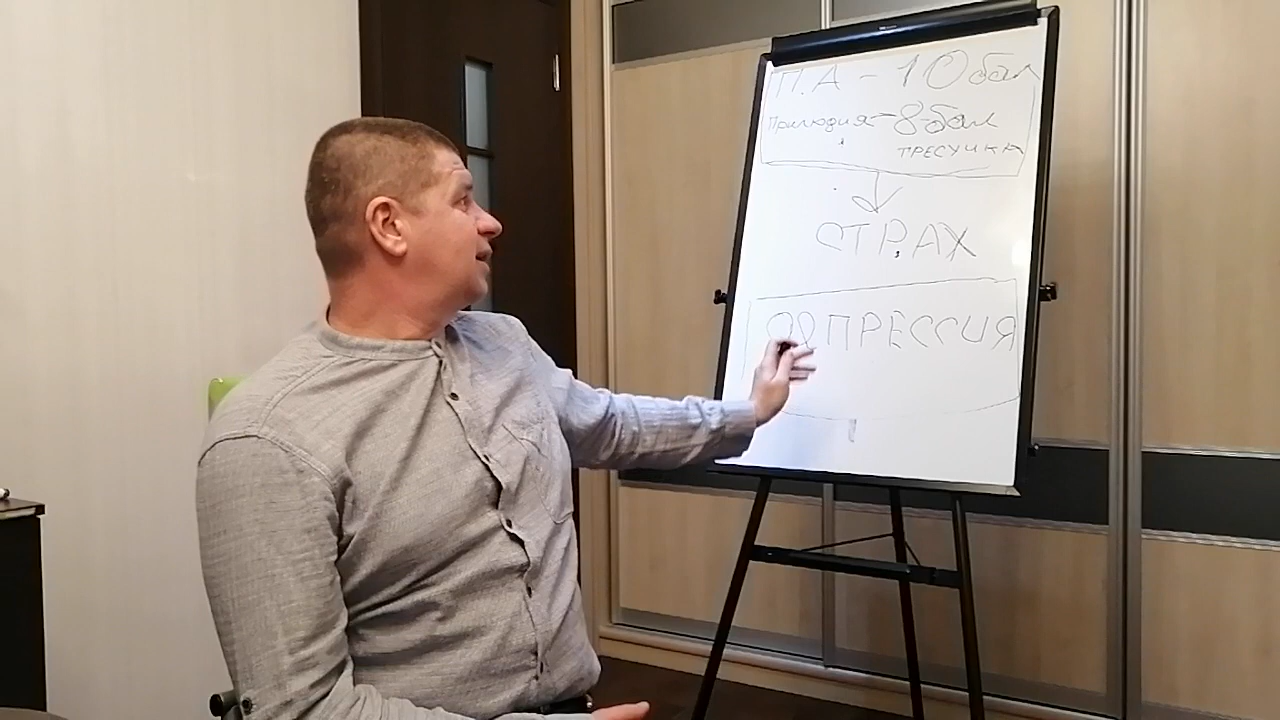 П.А - 10 бал
Прилюдия - 8-бал
ТРЕСУЧКА
СТРАХ
ДЕПРЕССИЯ